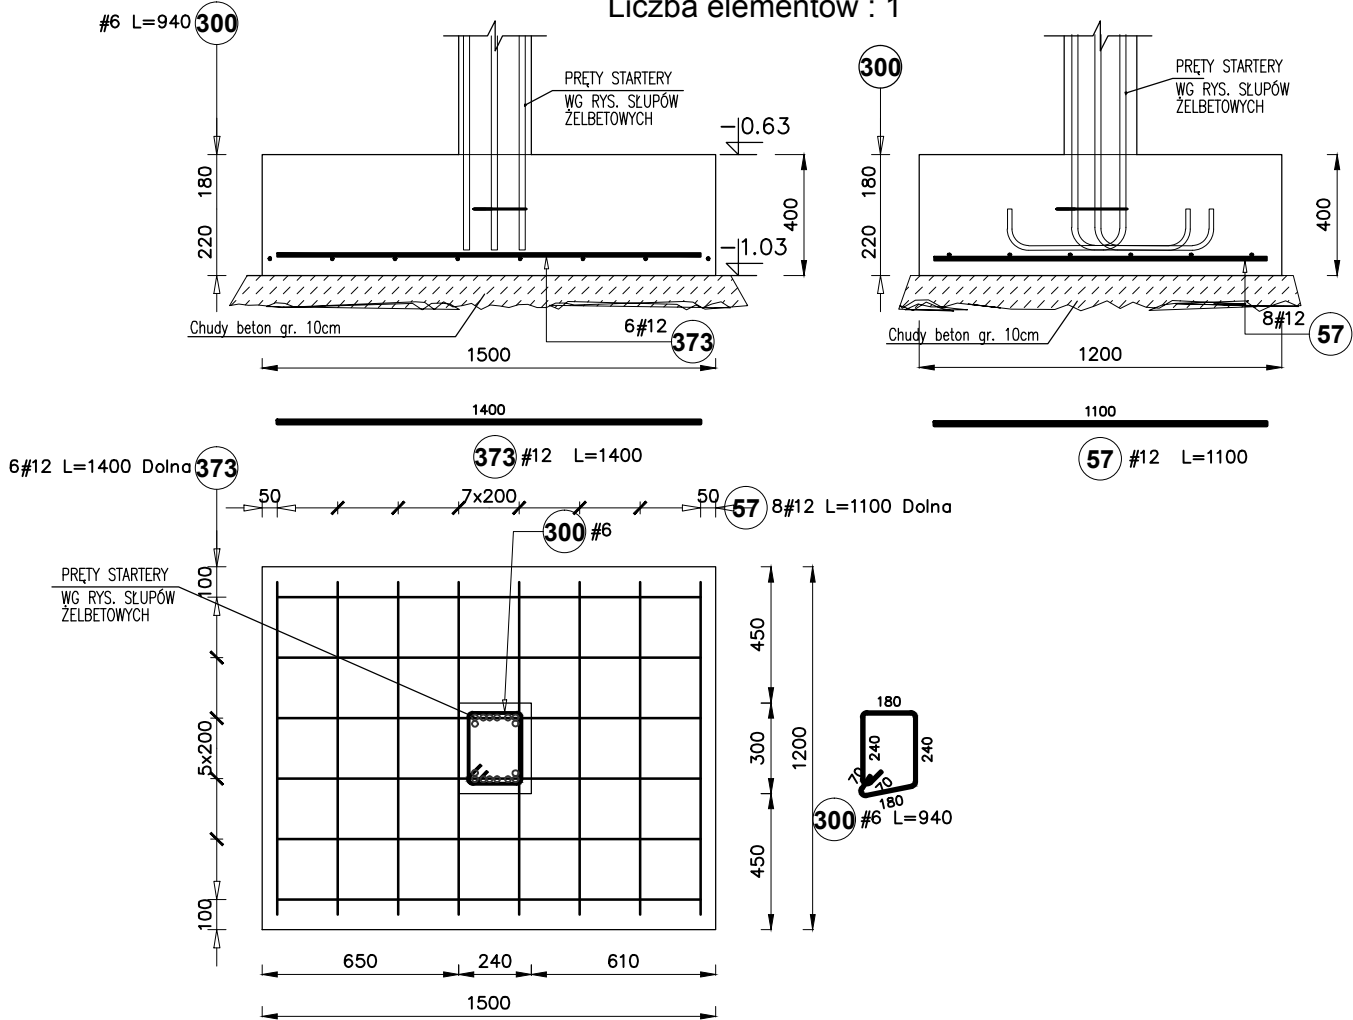 Liczba elementów : 1
#6 L=940 300
PRĘTY STARTERY
WG RYS. SŁUPÓW
ŻELBETOWYCH
-0.63
180
220
400
-1.03
Chudy beton gr. 10cm
6#12
373
1500
300
PRĘTY STARTERY
WG RYS. SŁUPÓW
ŻELBETOWYCH
180
220
400
Chudy beton gr. 10cm
8#12
57
1200
1400
373 #12 L=1400
1100
57 #12 L=1100
6#12 L=1400 Dolna 373
50
7x200
50
57 8#12 L=1100 Dolna
300 #6
PRĘTY STARTERY
WG RYS. SŁUPÓW
ŻELBETOWYCH
100
5x200
100
450
300
450
1200
650
240
610
1500
180
240
240
70
70
180
300 #6 L=940